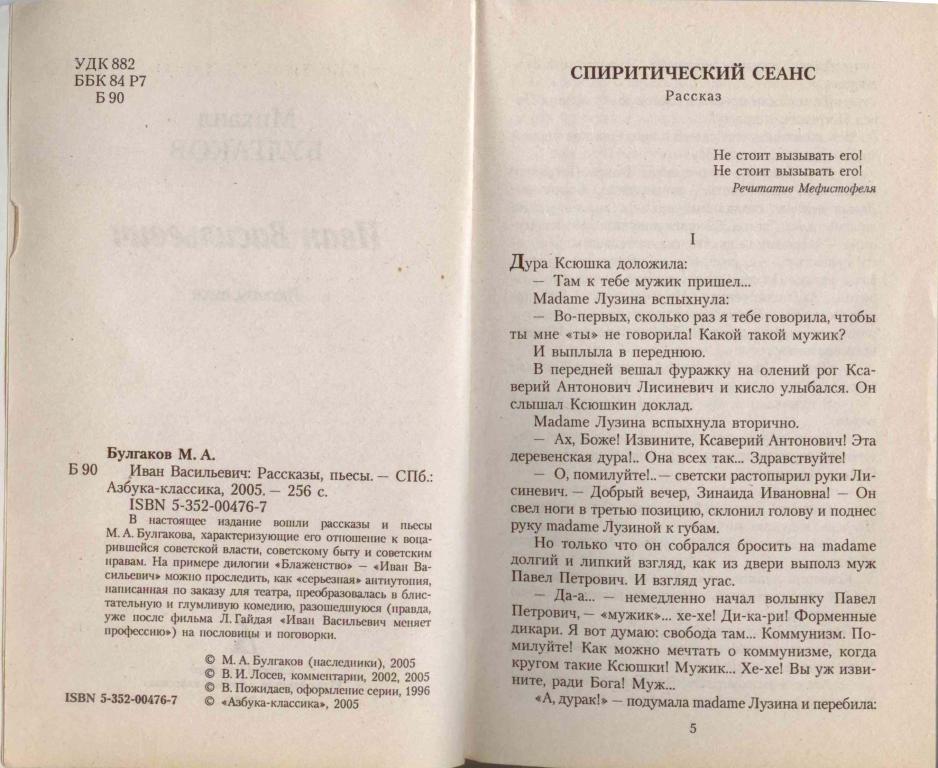 УДК 882
ББК 84 Р7
Б 90
Булгаков М. А.
Б 90 Иван Васильевич: Рассказы, пьесы. — СПб.:
Азбука-классика, 2005. — 256 с.
ISBN 5-352-00476-7
В настоящее издание вошли рассказы и пьесы
М. А. Булгакова, характеризующие его отношение к воца-
рившейся советской власти, советскому быту и советским
нравам. На примере дилогии «Блаженство» — «Иван Ва-
сильевич» можно проследить, как «серьезная» антиутопия,
написанная по заказу для театра, преобразовалась в блис-
тательную и глумливую комедию, разошедшуюся (правда,
уже после фильма Л. Гайдая «Иван Васильевич меняет
профессию») на пословицы и поговорки.
© М. А. Булгаков (наследники), 2005
© В. И. Лосев, комментарии, 2002, 2005
© В. Пожидаев, оформление серии, 1996
ISBN 5-352-00476-7 © «Азбука-классика», 2005
СПИРИТИЧЕСКИЙ СЕАНС
Рассказ
Не стоит вызывать его!
Не стоит вызывать его!
Речитатив Мефистофеля
I
Дура Ксюшка доложила:
— Там к тебе мужик пришел...
Madame Лузина вспыхнула:
— Во-первых, сколько раз я тебе говорила, чтобы
ты мне «ты» не говорила! Какой такой мужик?
И выплыла в переднюю.
В передней вешал фуражку на олений рог Кса-
верий Антонович Лисиневич и кисло улыбался. Он
слышал Ксюшкин доклад.
Madame Лузина вспыхнула вторично.
— Ах, Боже! Извините, Ксаверий Антонович! Эта
деревенская дура!.. Она всех так... Здравствуйте!
— О, помилуйте!.. — светски растопырил руки Ли-
синевич. — Добрый вечер, Зинаида Ивановна! — Он
свел ноги в третью позицию, склонил голову и поднес
руку madame Лузиной к губам.
Но только что он собрался бросить на madame
долгий и липкий взгляд, как из двери выполз муж
Павел Петрович. И взгляд угас.
— Да-а... — немедленно начал волынку Павел
Петрович, — «мужик»... хе-хе! Ди-ка-ри! Форменные
дикари. Я вот думаю: свобода там... Коммунизм. По-
милуйте! Как можно мечтать о коммунизме, когда
кругом такие Ксюшки! Мужик... Хе-хе! Вы уж изви-
ните, ради Бога! Муж...
«А, дурак!» — подумала madame Лузина и перебила:
5